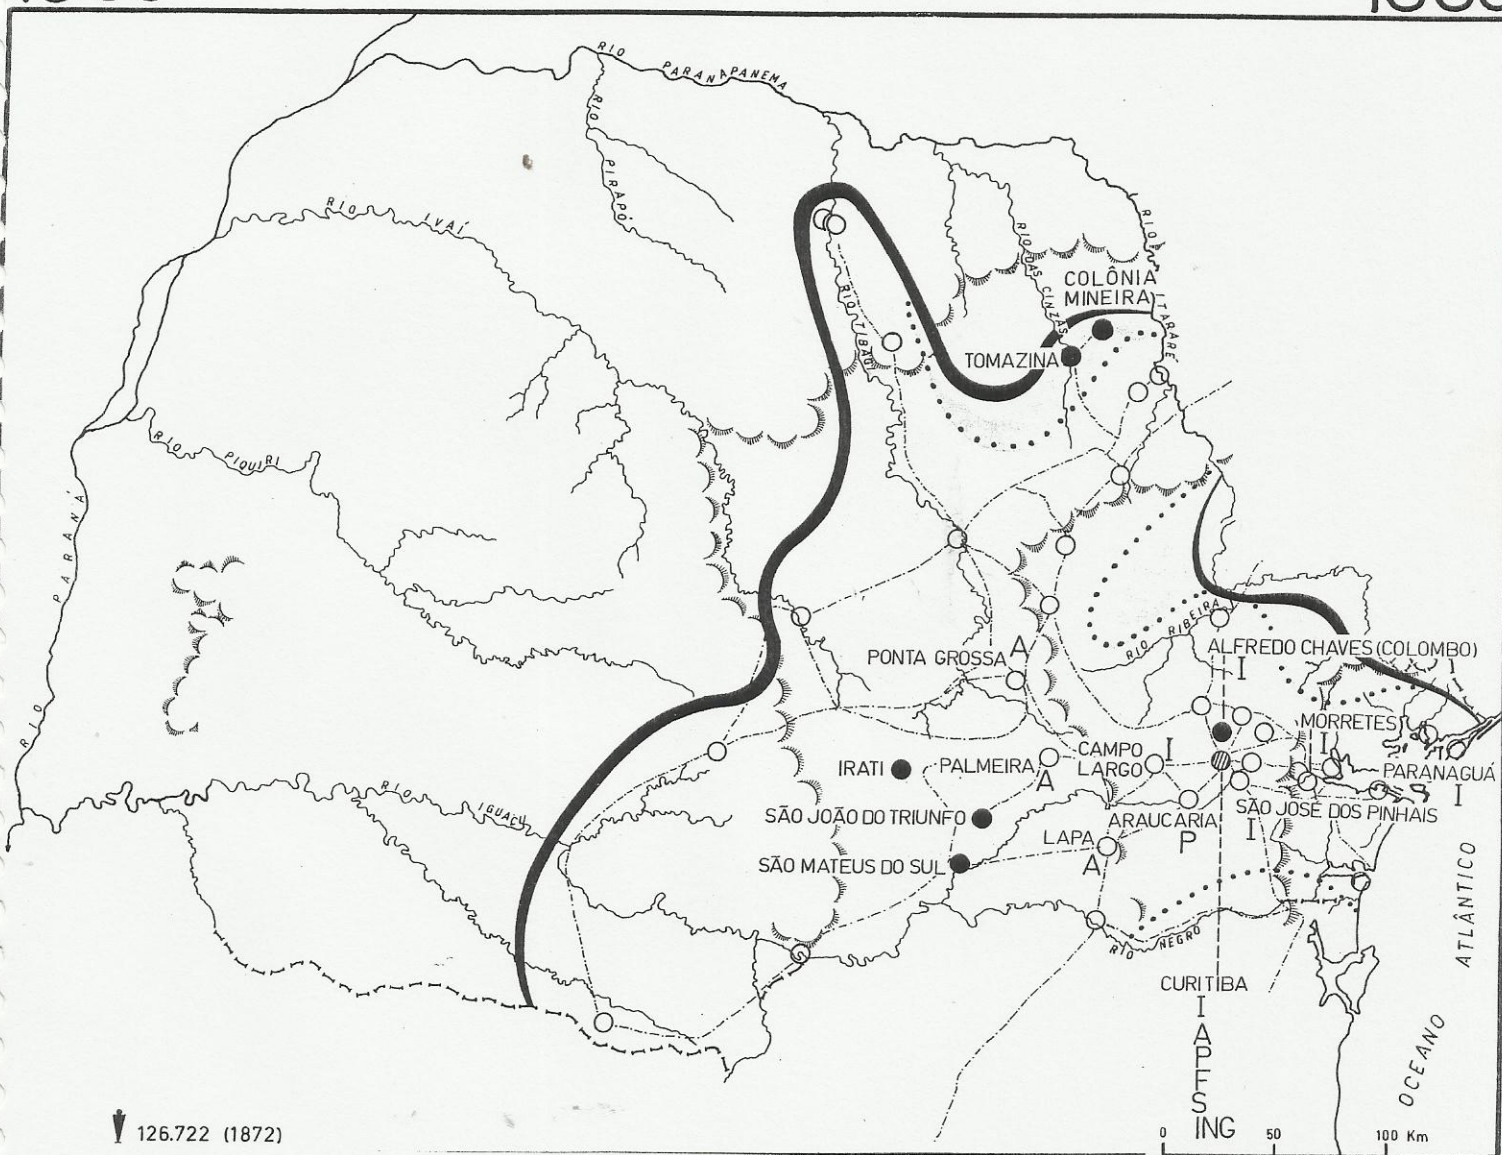 RIO
PARANAPANEMA
RIO
PIRAPÓ
RIO IVAÍ
RIO TIBAGI
RIO DAS CINZAS
RIO
ITARARÉ
COLÔNIA
MINEIRA
TOMAZINA
RIO PIQUIRI
RIO PARANÁ
RIO RIBEIRA
ALFREDO CHAVES (COLOMBO)
I
PONTA GROSSA
A
MORRETES
I
CAMPO
LARGO
I
IRATI
PALMEIRA
A
PARANAGUÁ
I
RIO IGUAÇU
SÃO JOÃO DO TRIUNFO
ARAUCÁRIA
P
SÃO JOSÉ DOS PINHAIS
I
LAPA
A
SÃO MATEUS DO SUL
RIO NEGRO
CURITIBA
I
A
P
F
S
ING
OCEANO ATLÂNTICO
126.722 (1872)
0 50 100 Km